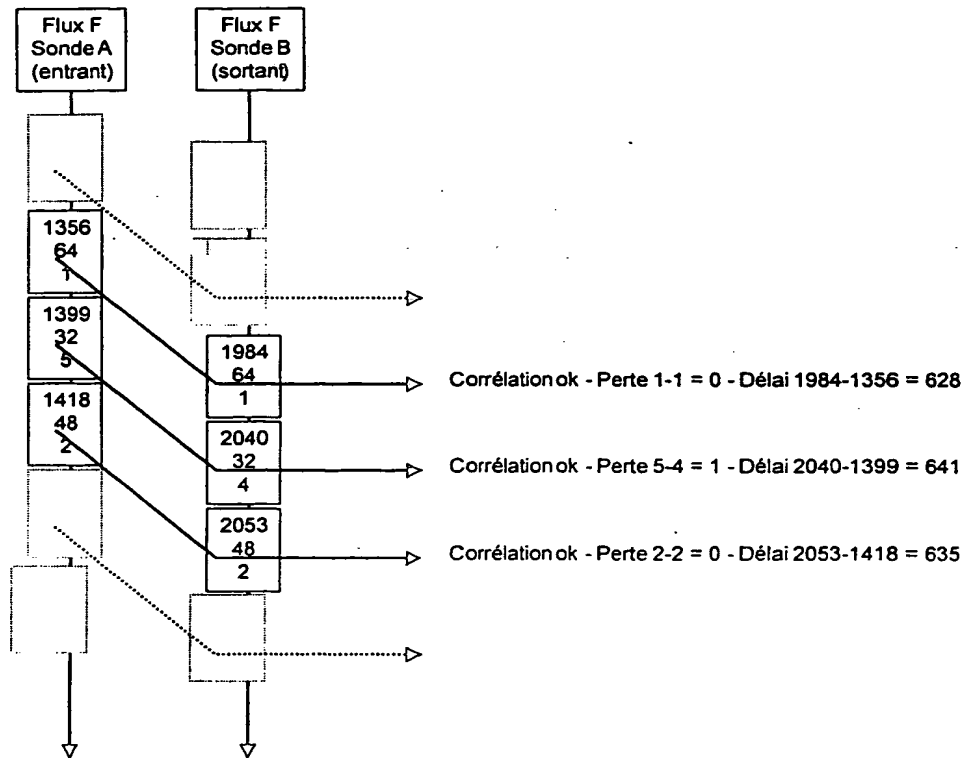 Flux F
Sonde A
(entrant)
Flux F
Sonde B
(sortant)
1356
64
1
1399
32
5
1418
48
2
1984
64
1
2040
32
4
2053
48
2
Corrélation ok - Perte 1-1 = 0 - Délai 1984-1356 = 628
Corrélation ok - Perte 5-4 = 1 - Délai 2040-1399 = 641
Corrélation ok - Perte 2-2 = 0 - Délai 2053-1418 = 635